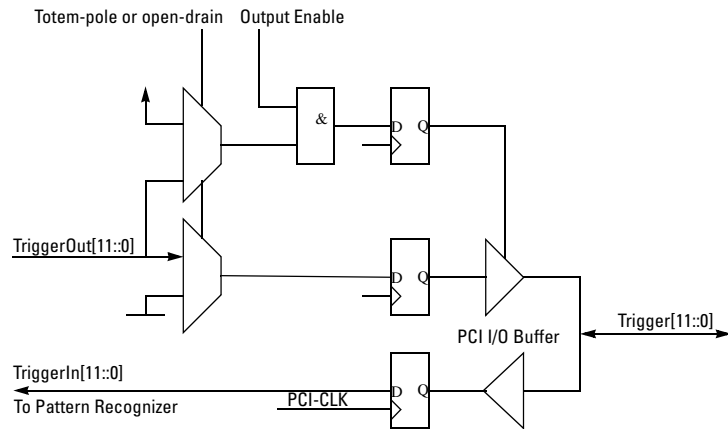 Totem-pole or open-drain
Output Enable
&
D Q
TriggerOut[11::0]
D Q
PCI I/O Buffer
Trigger[11::0]
TriggerIn[11::0]
D Q
PCI-CLK
To Pattern Recognizer